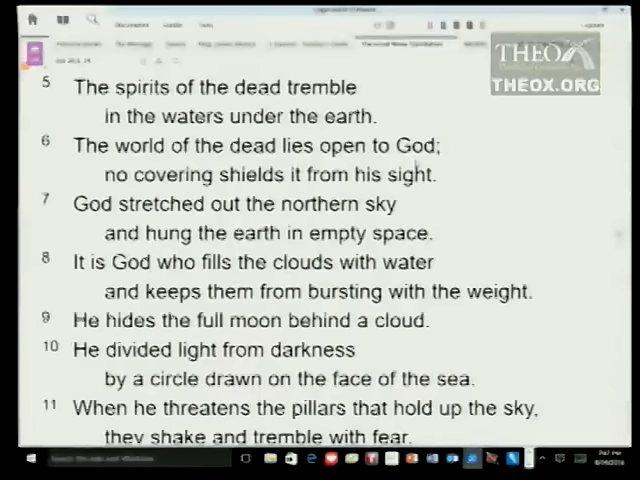 THEOX
THEOX.ORG
5 The spirits of the dead tremble
in the waters under the earth.
6 The world of the dead lies open to God;
no covering shields it from his sight.
7 God stretched out the northern sky
and hung the earth in empty space.
8 It is God who fills the clouds with water
and keeps them from bursting with the weight.
9 He hides the full moon behind a cloud.
10 He divided light from darkness
by a circle drawn on the face of the sea.
11 When he threatens the pillars that hold up the sky,
they shake and tremble with fear.